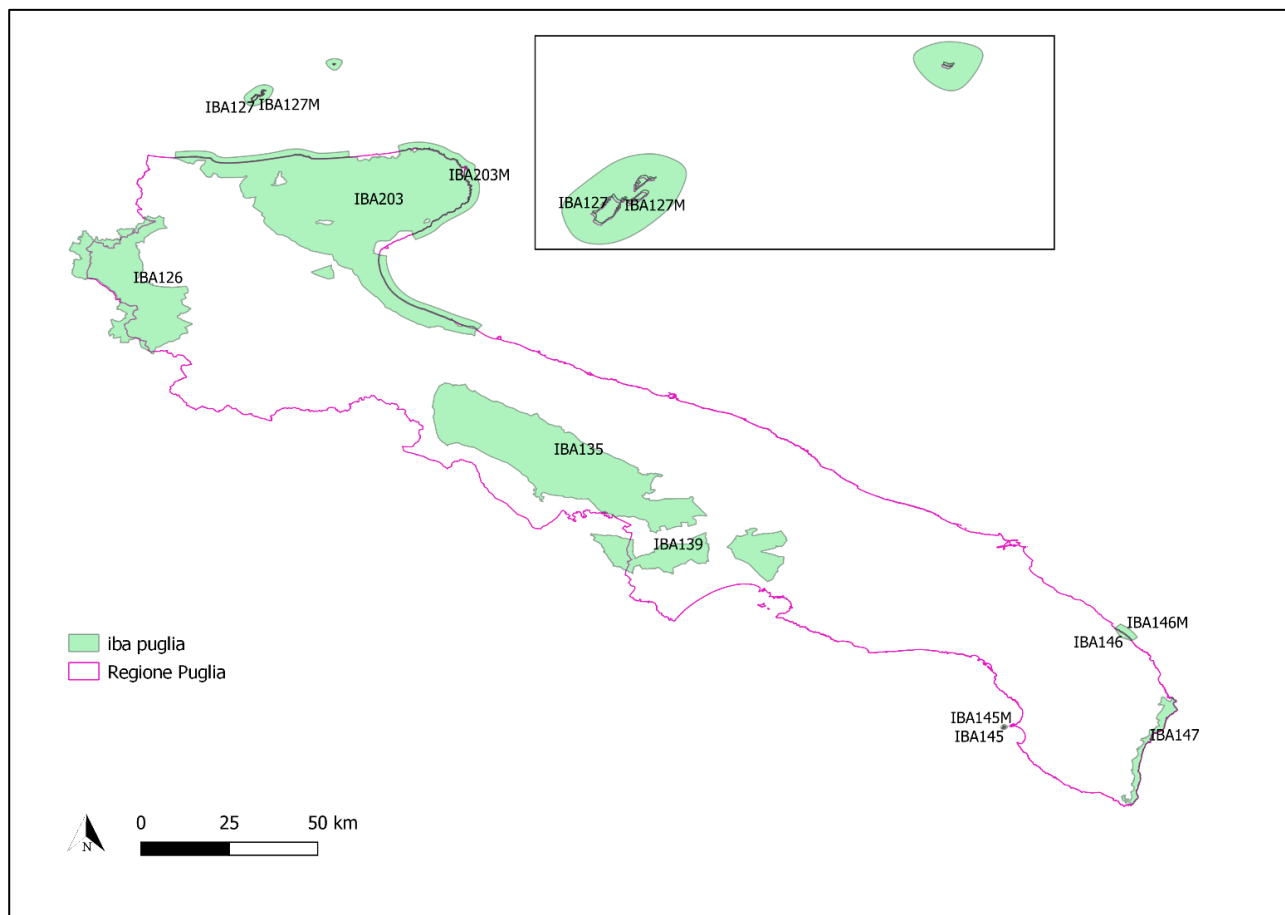 IBA127 IBA127M
IBA127
IBA127M
IBA203M
IBA203
IBA126
IBA135
IBA139
IBA146M
IBA146
IBA145M
IBA145
IBA147
iba puglia
Regione Puglia
0 25 50 km
N